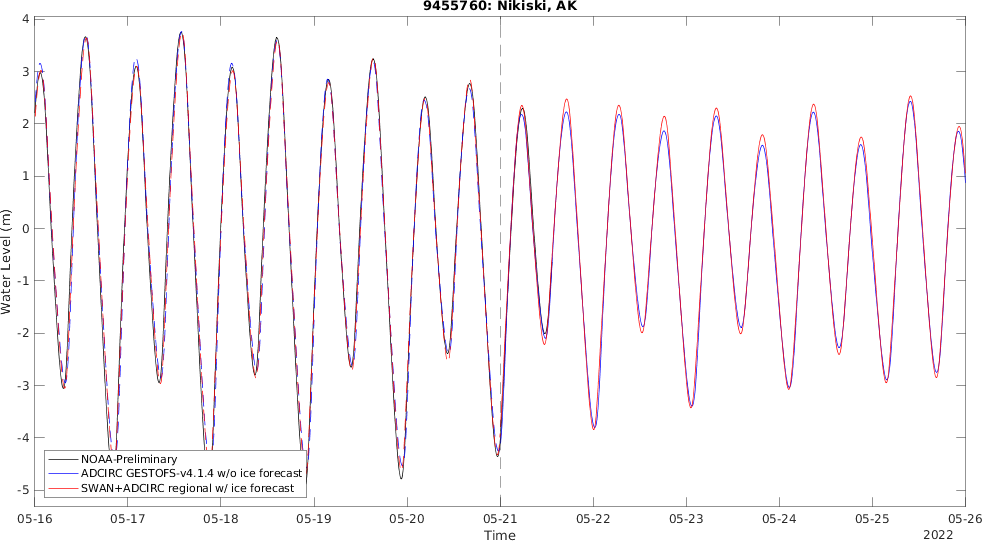 9455760: Nikiski, AK
4
3
2
1
0
-1
-2
-3
-4
-5
Water Level (m)
NOAA-Preliminary
ADCIRC GESTOFS-v4.1.4 w/o ice forecast
SWAN+ADCIRC regional w/ ice forecast
05-16 05-17 05-18 05-19 05-20 05-21 05-22 05-23 05-24 05-25 05-26
Time
2022